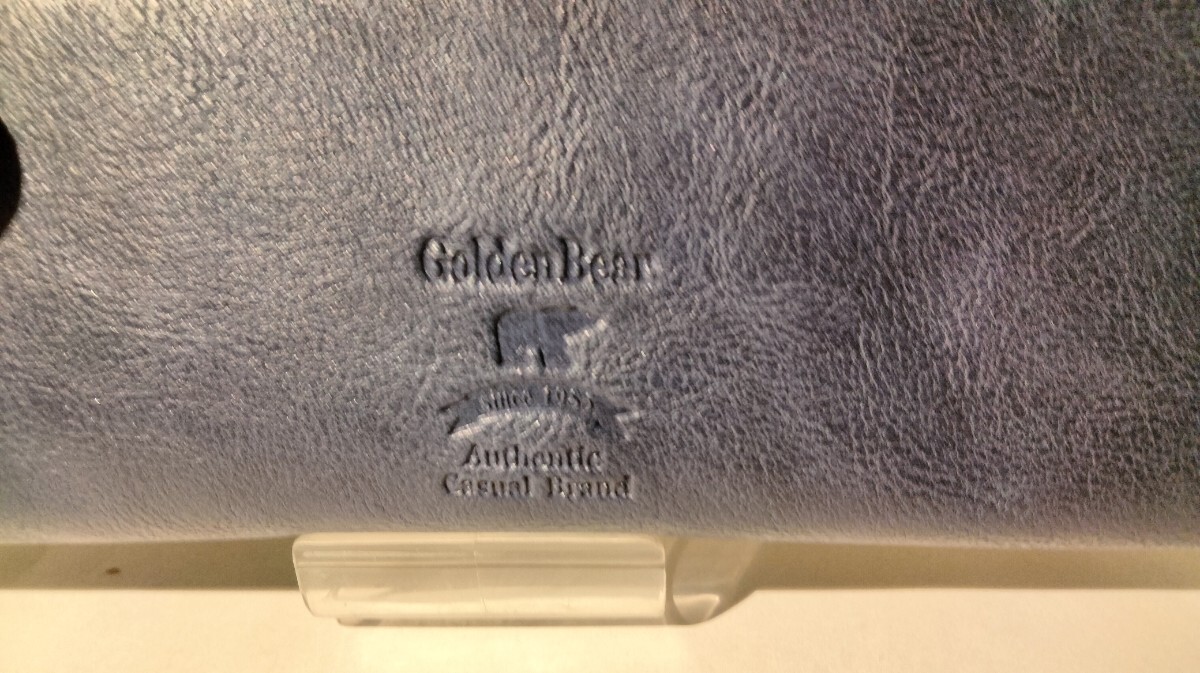 GoldenBear
Since
Authentic
Casual Brand